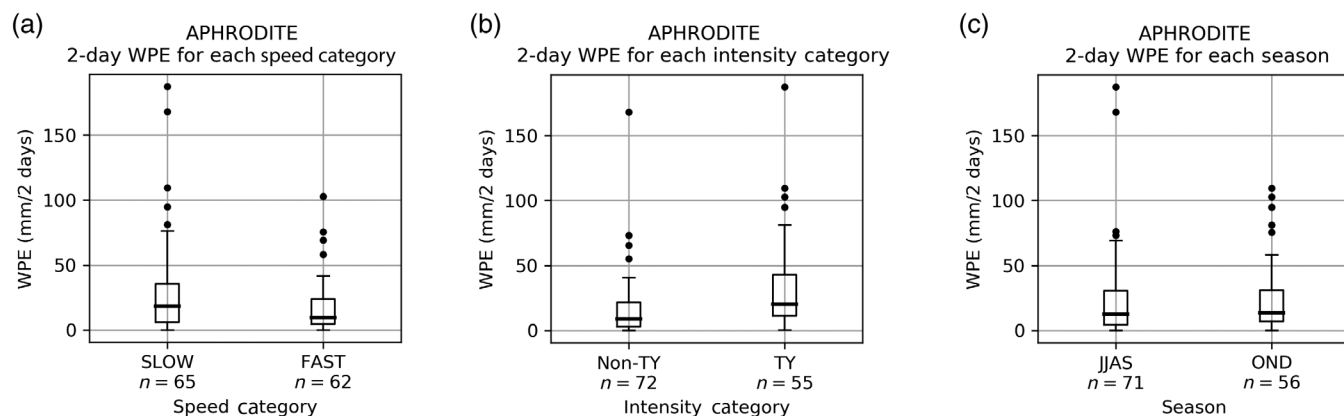 (a)
APHRODITE
2-day WPE for each speed category
WPE (mm/2 days)
150
100
50
0
SLOW
n = 65
FAST
n = 62
Speed category
(b)
APHRODITE
2-day WPE for each intensity category
WPE (mm/2 days)
150
100
50
0
Non-TY
n = 72
TY
n = 55
Intensity category
(c)
APHRODITE
2-day WPE for each season
WPE (mm/2 days)
150
100
50
0
JJAS
n = 71
OND
n = 56
Season